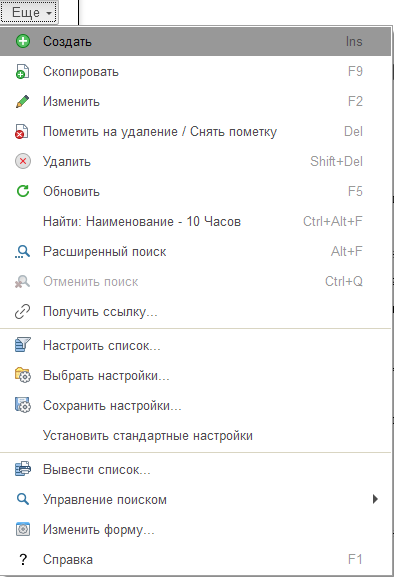 Еще
Создать Ins
Скопировать F9
Изменить F2
Пометить на удаление / Снять пометку Del
Удалить Shift+Del
Обновить F5
Найти: Наименование - 10 Часов Ctrl+Alt+F
Расширенный поиск Alt+F
Отменить поиск Ctrl+Q
Получить ссылку...
Настроить список...
Выбрать настройки...
Сохранить настройки...
Установить стандартные настройки
Вывести список...
Управление поиском
Изменить форму...
? Справка F1